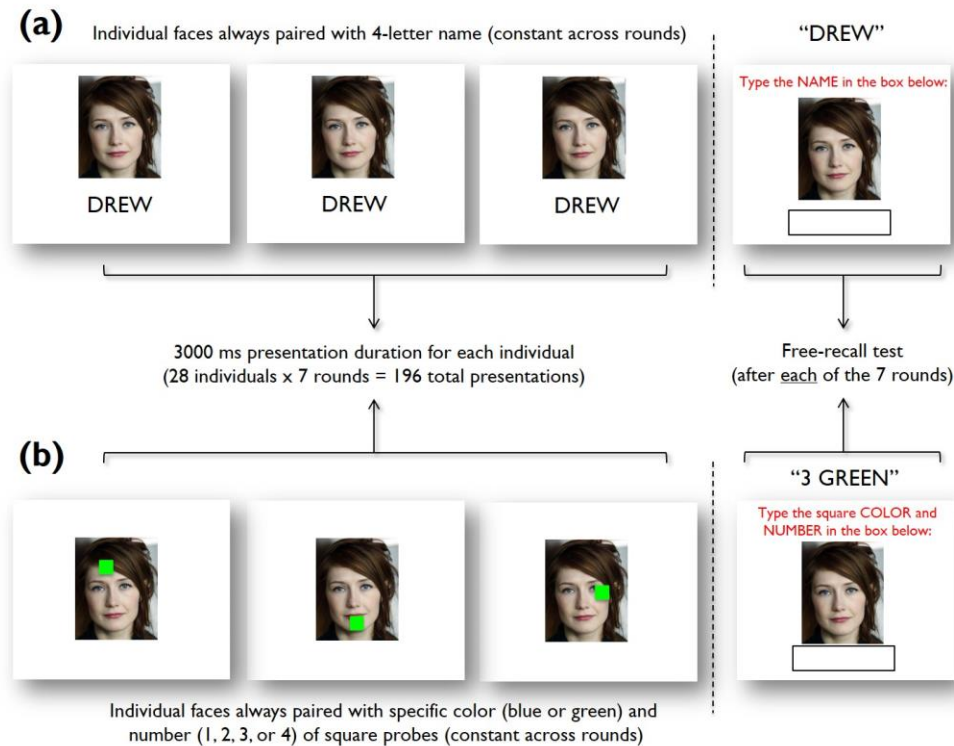 (a)
Individual faces always paired with 4-letter name (constant across rounds)
"DREW"
DREW
DREW
DREW
Type the NAME in the box below:
3000 ms presentation duration for each individual
(28 individuals x 7 rounds = 196 total presentations)
Free-recall test
(after each of the 7 rounds)
(b)
"3 GREEN"
Type the square COLOR and
NUMBER in the box below:
Individual faces always paired with specific color (blue or green) and
number (1, 2, 3, or 4) of square probes (constant across rounds)